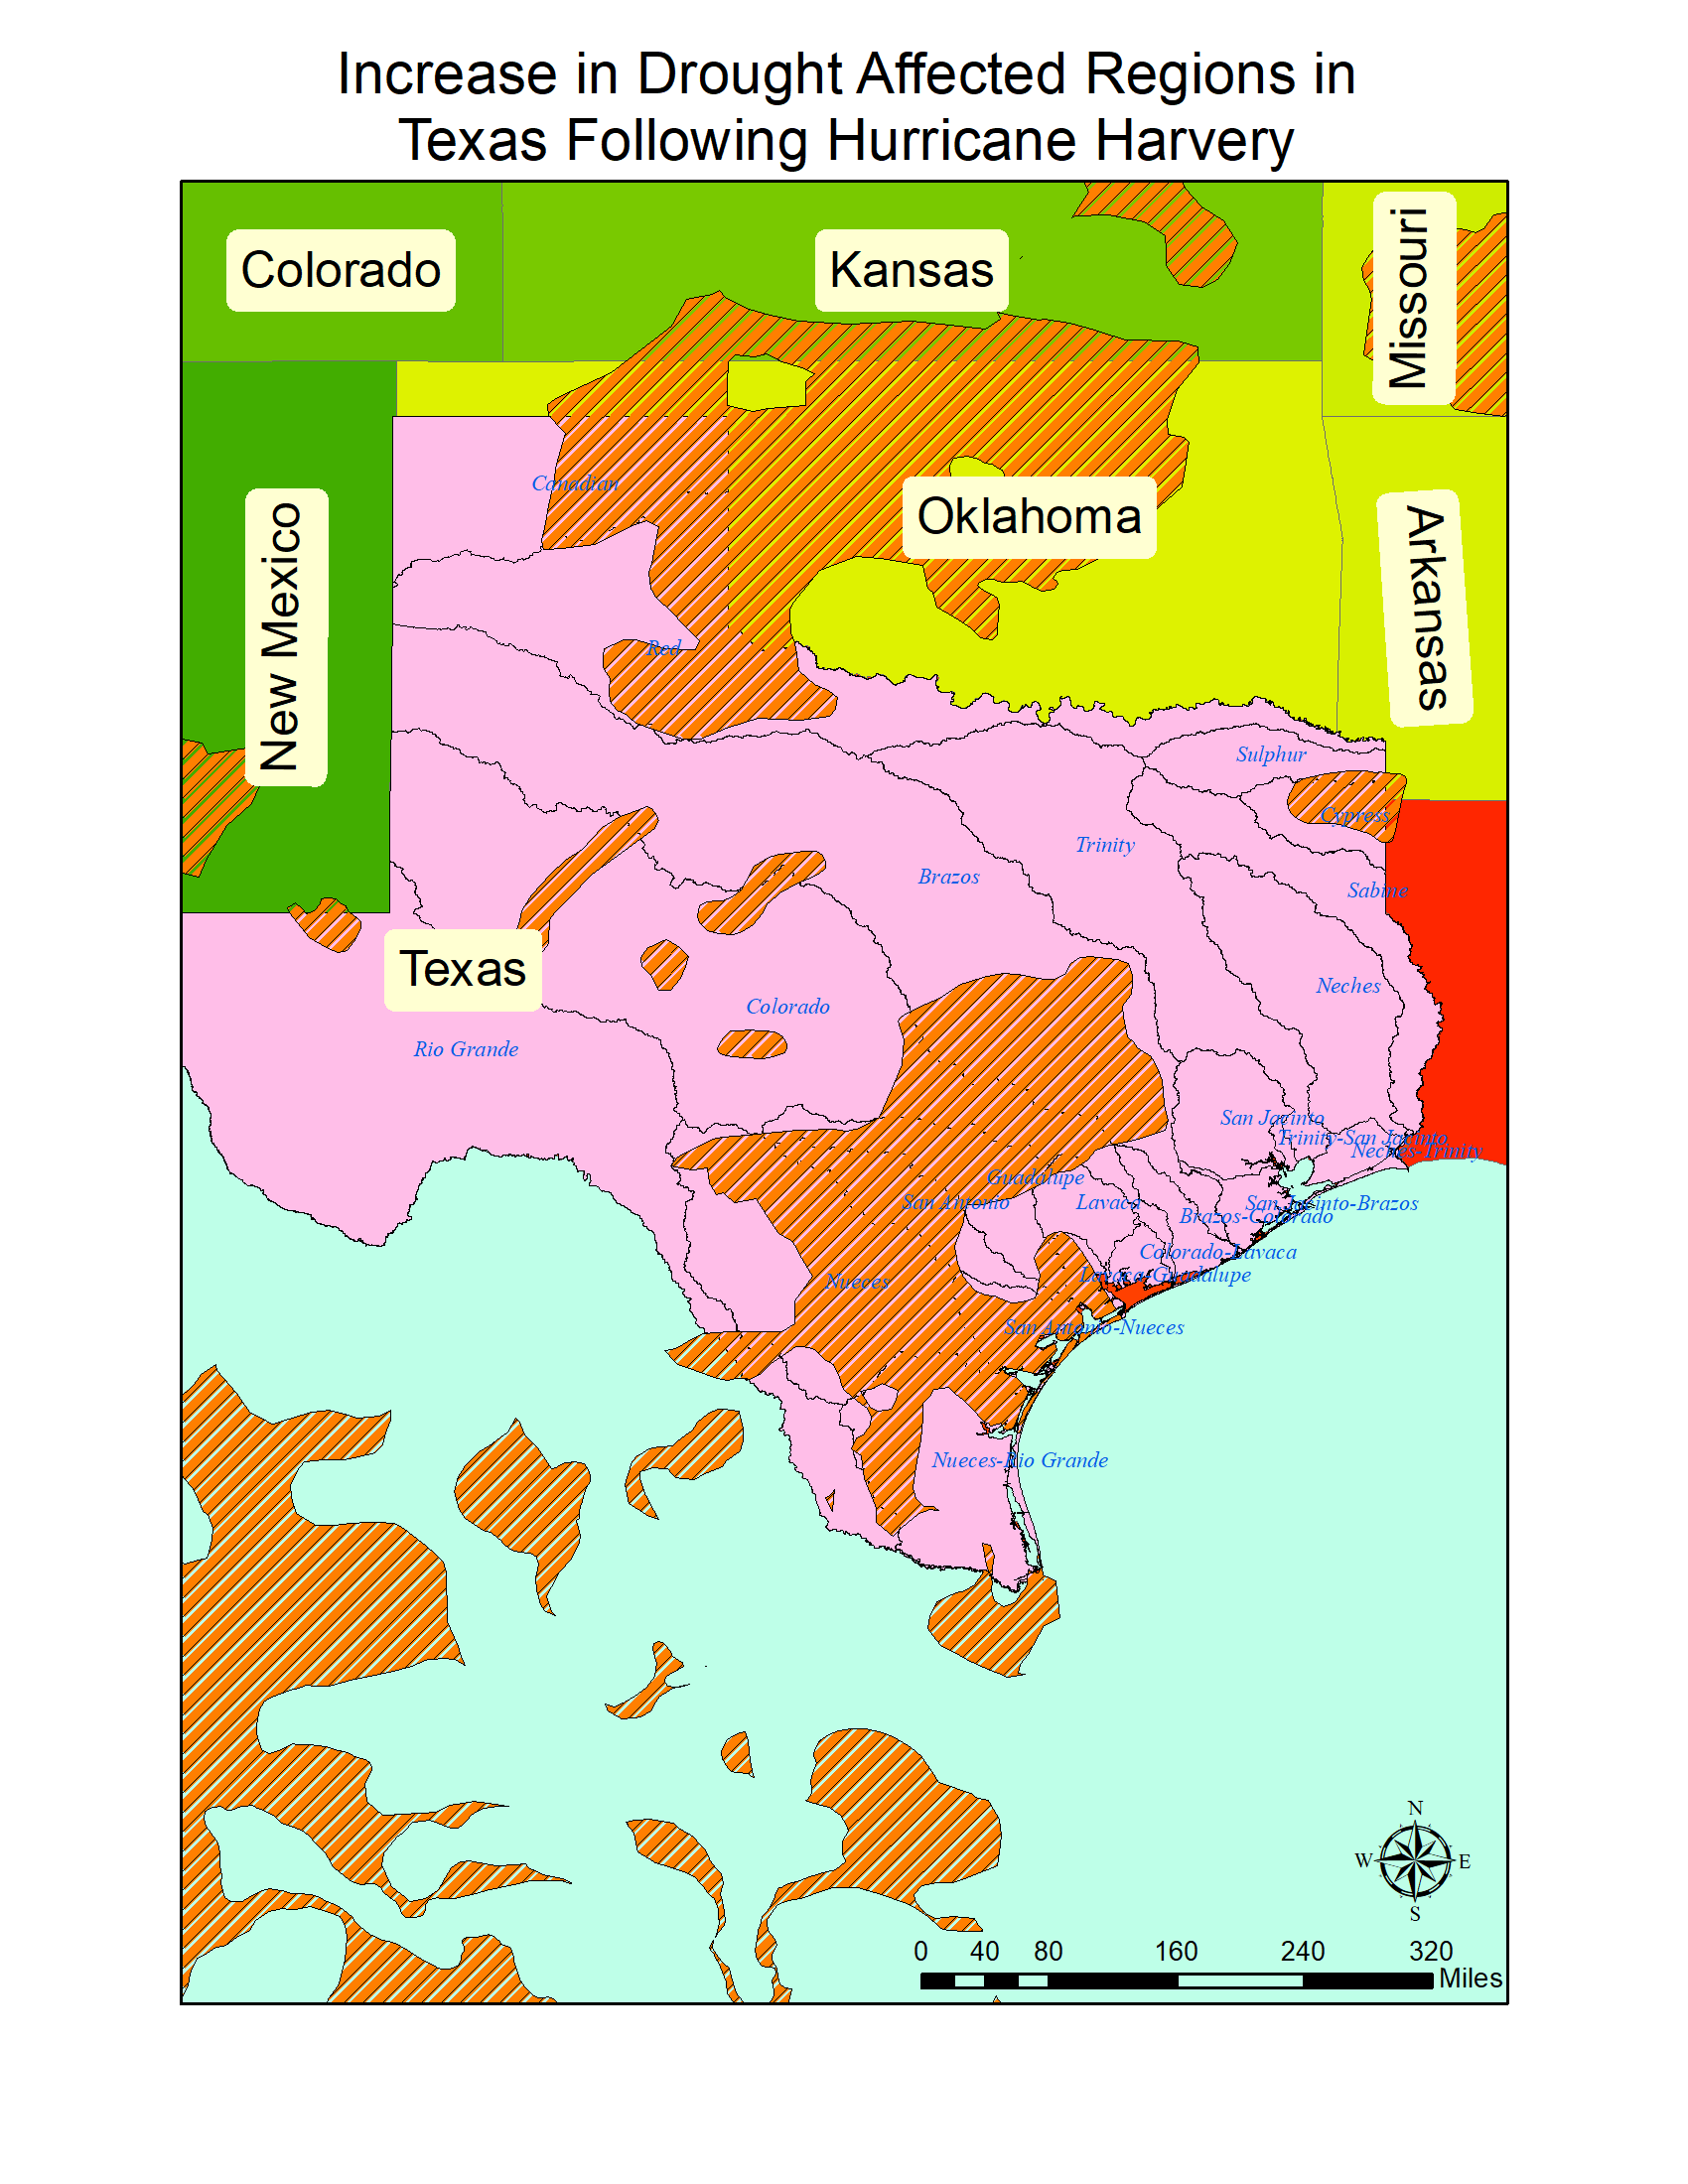 Increase in Drought Affected Regions in
Texas Following Hurricane Harvery
Colorado
Kansas
Missouri
New Mexico
Oklahoma
Arkansas
Texas
Canadian
Red
Sulphur
Cypress
Trinity
Brazos
Sabine
Neches
Colorado
Rio Grande
San Jacinto
Trinity-San Jacinto
Neches-Trinity
Guadalupe
San Antonio
Lavaca
San Jacinto-Brazos
Brazos-Colorado
Colorado-Lavaca
Lavaca-Guadalupe
Nueces
San Antonio-Nueces
Nueces-Rio Grande
N
W E
S
0 40 80 160 240 320
Miles